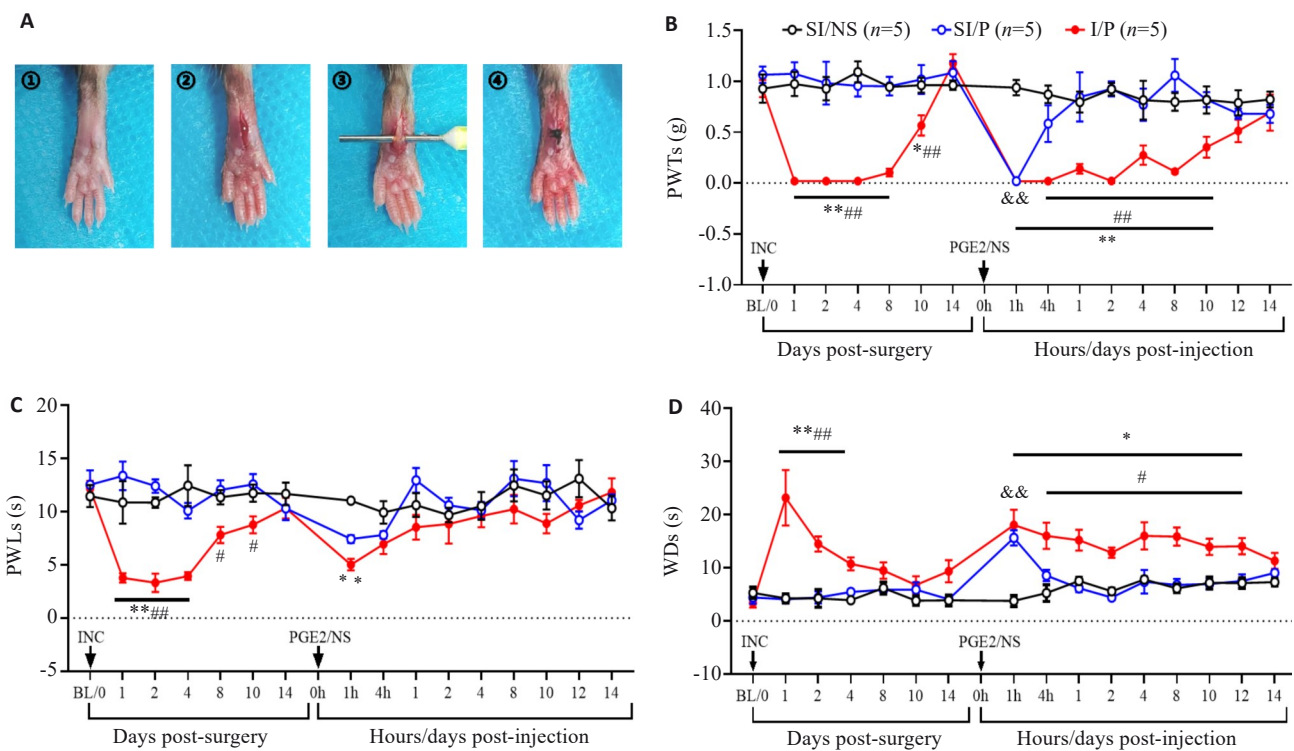 A
① ② ③ ④
B
SI/NS (n=5) SI/P (n=5) I/P (n=5)
1.5
1.0
0.5
0.0
-0.5
-1.0
PWTs (g)
*##
**##
&&
##
**
INC
PGE2/NS
BL/0 1 2 4 8 10 14 0h 1h 4h 1 2 4 8 10 12 14
Days post-surgery Hours/days post-injection
C
20
15
10
5
0
-5
PWLs (s)
# #
**##
* *
INC
PGE2/NS
BL/0 1 2 4 8 10 14 0h 1h 4h 1 2 4 8 10 12 14
Days post-surgery Hours/days post-injection
D
40
30
20
10
0
-10
WDs (s)
**##
*
&&
#
INC
PGE2/NS
BL/0 1 2 4 8 10 14 0h 1h 4h 1 2 4 8 10 12 14
Days post-surgery Hours/days post-injection